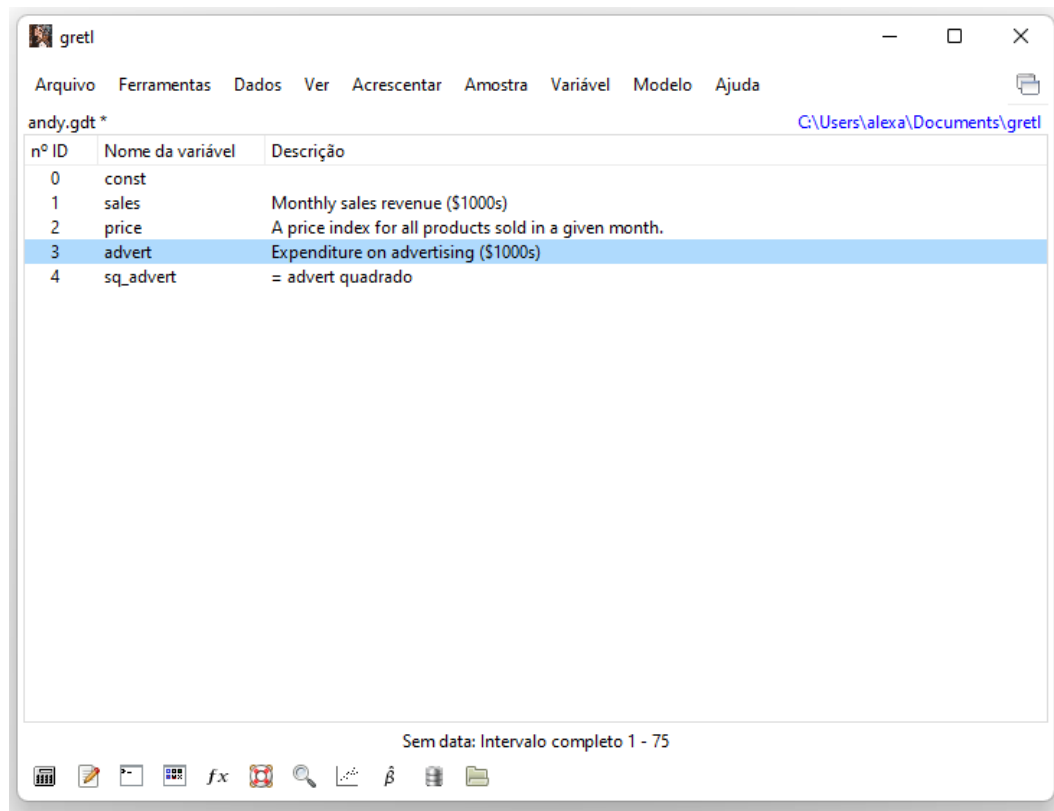 gretl
Arquivo Ferramentas Dados Ver Acrescentar Amostra Variável Modelo Ajuda
andy.gdt * C:\Users\alexa\Documents\gretl
nº ID Nome da variável Descrição
0 const
1 sales Monthly sales revenue ($1000s)
2 price A price index for all products sold in a given month.
3 advert Expenditure on advertising ($1000s)
4 sq_advert = advert quadrado
Sem data: Intervalo completo 1 - 75
fx β̂